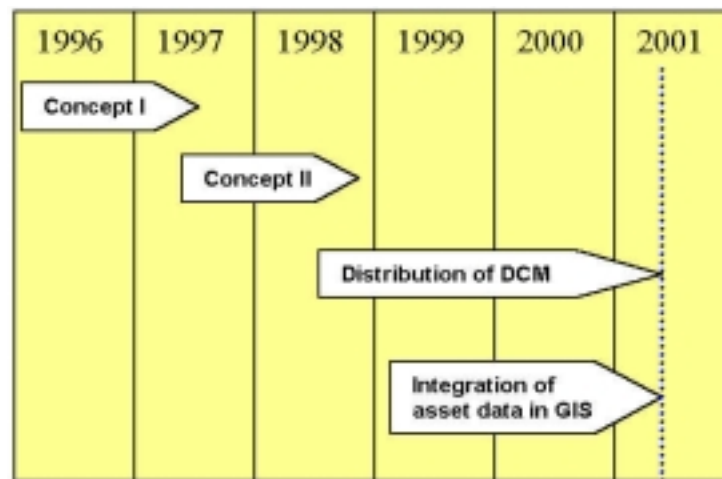 1996 1997 1998 1999 2000 2001
Concept I
Concept II
Distribution of DCM
Integration of
asset data in GIS